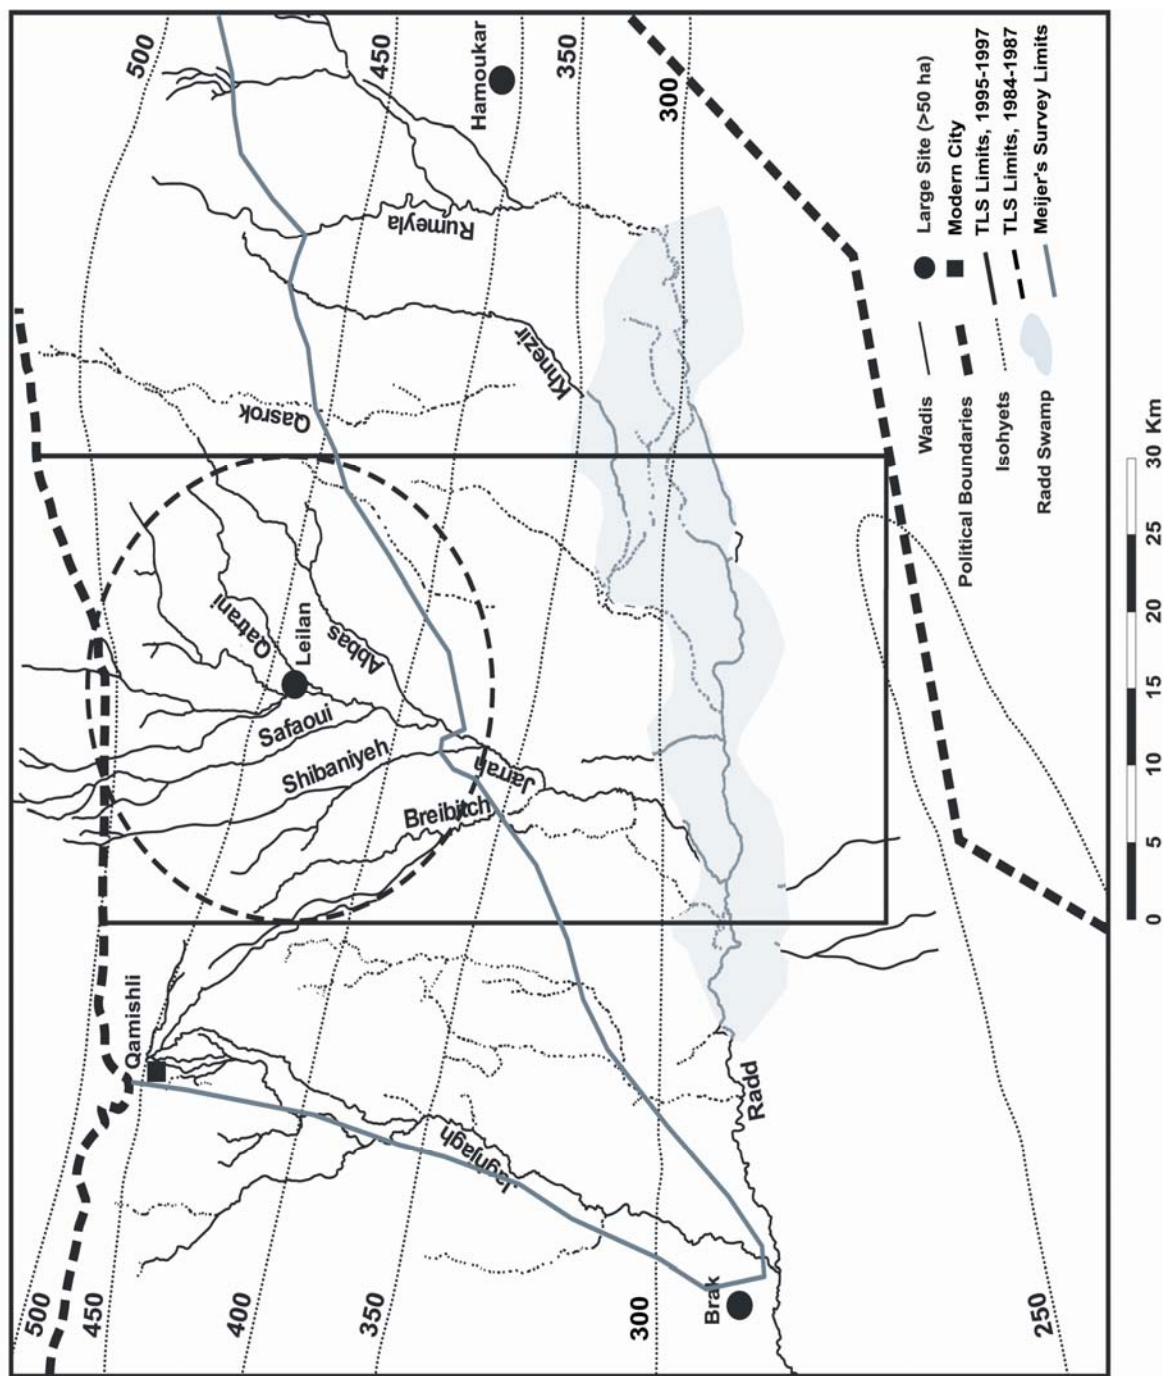 500
450
Hamoukar
350
300
Rumeyla
Khnezir
Qasrok
Qatrani
Leilan
Abbas
Safaoui
Shibaniyeh
Jarrah
Breibitch
Qamishli
Jaghjagh
Radd
Brak
500
450
400
350
300
250
Wadis
Political Boundaries
Isohyets
Radd Swamp
Large Site (>50 ha)
Modern City
TLS Limits, 1995-1997
TLS Limits, 1984-1987
Meijer's Survey Limits
0 5 10 15 20 25 30 Km